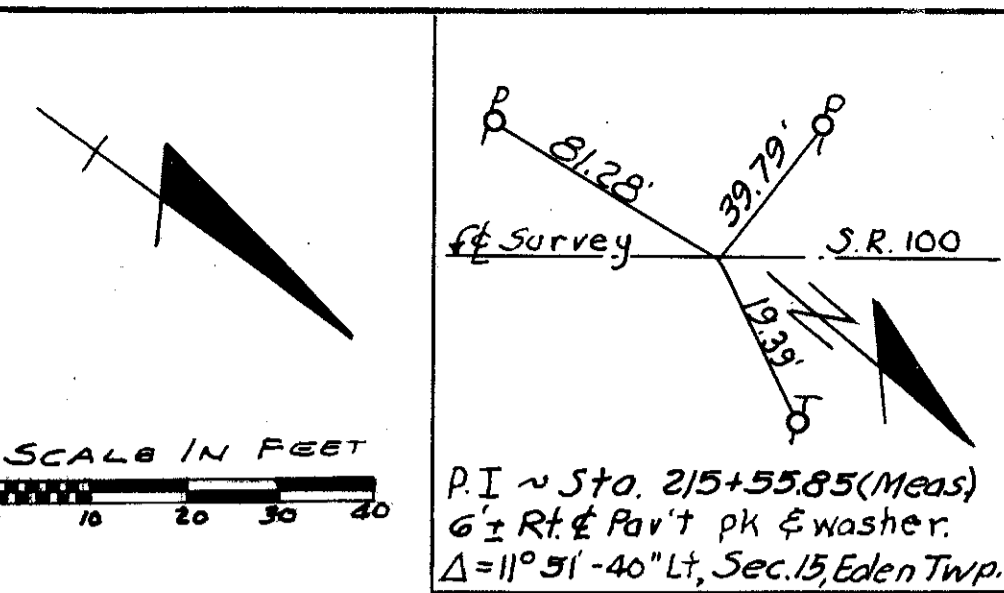 SCALE IN FEET
10 20 30 40
P
P
81.28'
39.79'
℄ Survey
S.R. 100
N
19.39'
T
P.I ~ Sta. 215+55.85(Meas)
6'± Rt. ℄ Pav't pk & washer.
Δ=11° 51'-40" Lt, Sec.15, Eden Twp.